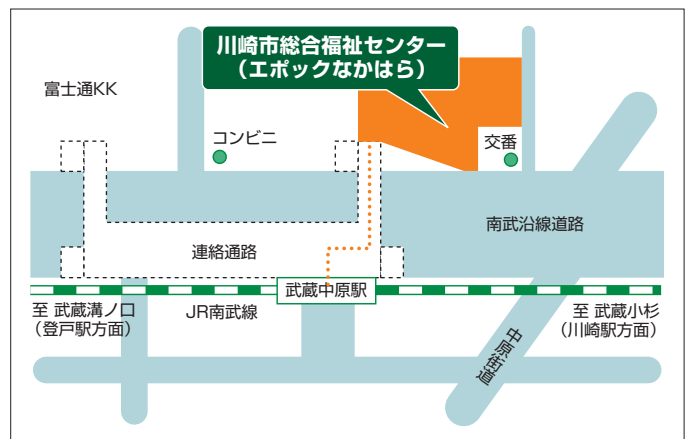 川崎市総合福祉センター
（エポックなかはら）
富士通KK
コンビニ
交番
南武沿線道路
連絡通路
武蔵中原駅
至 武蔵溝ノ口
（登戸駅方面）
JR南武線
至 武蔵小杉
（川崎駅方面）
中原街道